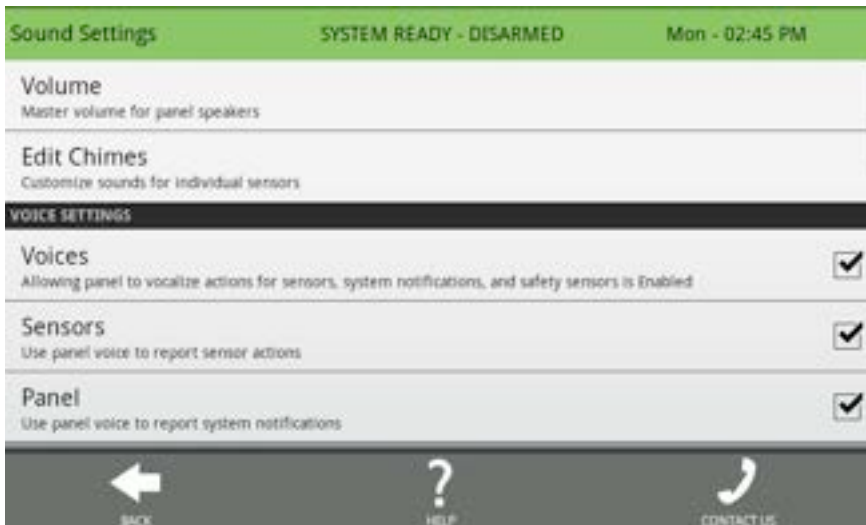 Sound Settings SYSTEM READY - DISARMED Mon - 02:45 PM
Volume
Master volume for panel speakers
Edit Chimes
Customize sounds for individual sensors
VOICE SETTINGS
Voices
Allowing panel to vocalize actions for sensors, system notifications, and safety sensors is Enabled
Sensors
Use panel voice to report sensor actions
Panel
Use panel voice to report system notifications
BACK HELP CONTACT US